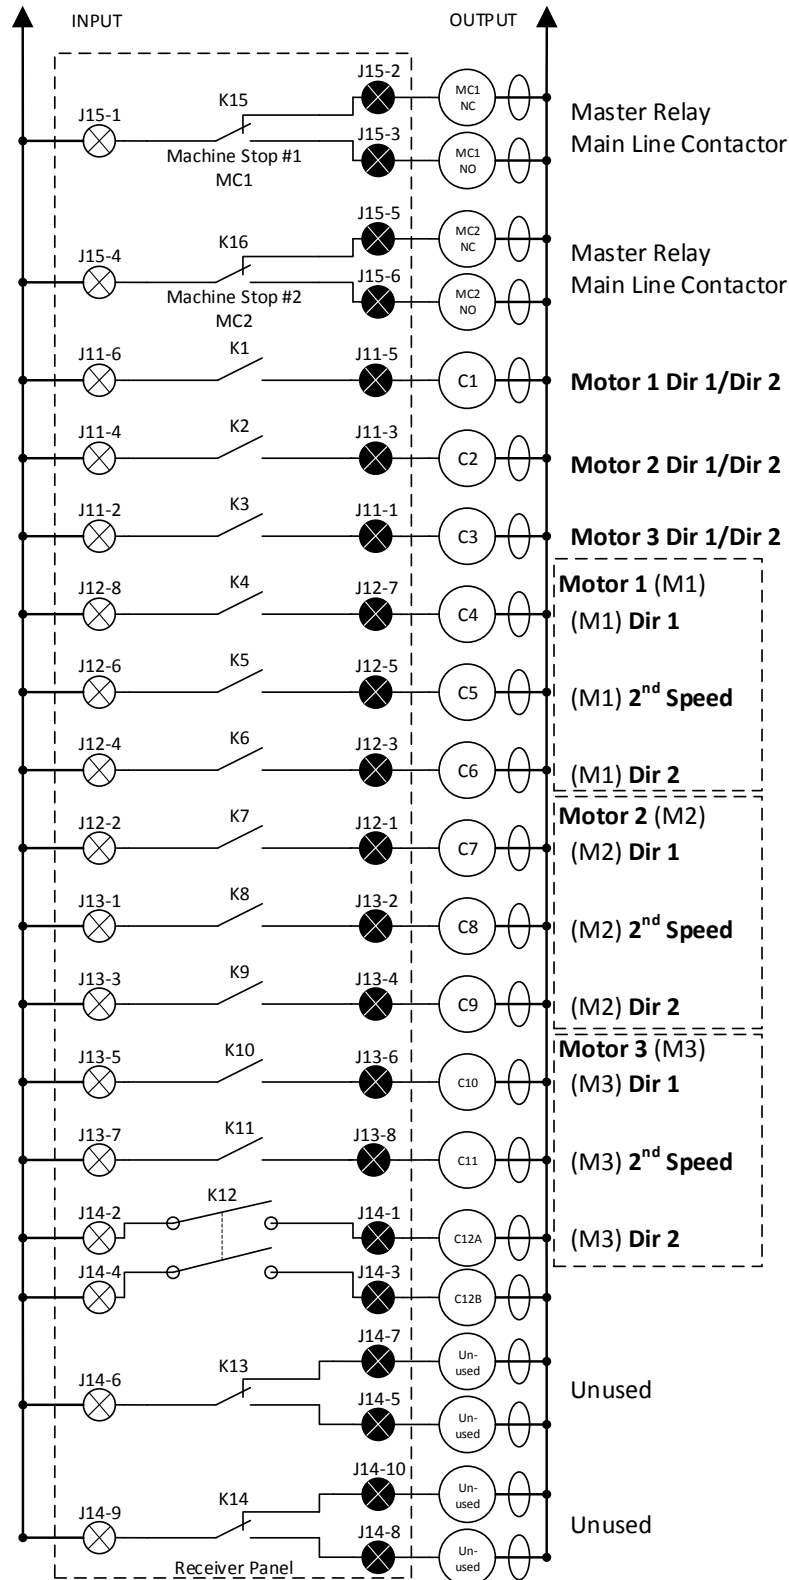 INPUT
OUTPUT
J15-2
K15
MC1
NC
J15-1
Master Relay
J15-3
Main Line Contactor
Machine Stop #1
MC1
NO
MC1
J15-5
K16
MC2
NC
J15-4
Master Relay
J15-6
Main Line Contactor
Machine Stop #2
MC2
NO
MC2
J11-6
K1
J11-5
C1
Motor 1 Dir 1/Dir 2
J11-4
K2
J11-3
C2
Motor 2 Dir 1/Dir 2
J11-2
K3
J11-1
C3
Motor 3 Dir 1/Dir 2
Motor 1 (M1)
J12-8
K4
J12-7
C4
(M1) Dir 1
J12-6
K5
J12-5
C5
(M1) 2nd Speed
J12-4
K6
J12-3
C6
(M1) Dir 2
Motor 2 (M2)
J12-2
K7
J12-1
C7
(M2) Dir 1
J13-1
K8
J13-2
C8
(M2) 2nd Speed
J13-3
K9
J13-4
C9
(M2) Dir 2
Motor 3 (M3)
J13-5
K10
J13-6
C10
(M3) Dir 1
J13-7
K11
J13-8
C11
(M3) 2nd Speed
J14-2
K12
J14-1
C12A
(M3) Dir 2
J14-4
J14-3
C12B
J14-7
Un-
used
J14-6
K13
Unused
J14-5
Un-
used
J14-10
Un-
used
J14-9
K14
Unused
J14-8
Un-
used
Receiver Panel